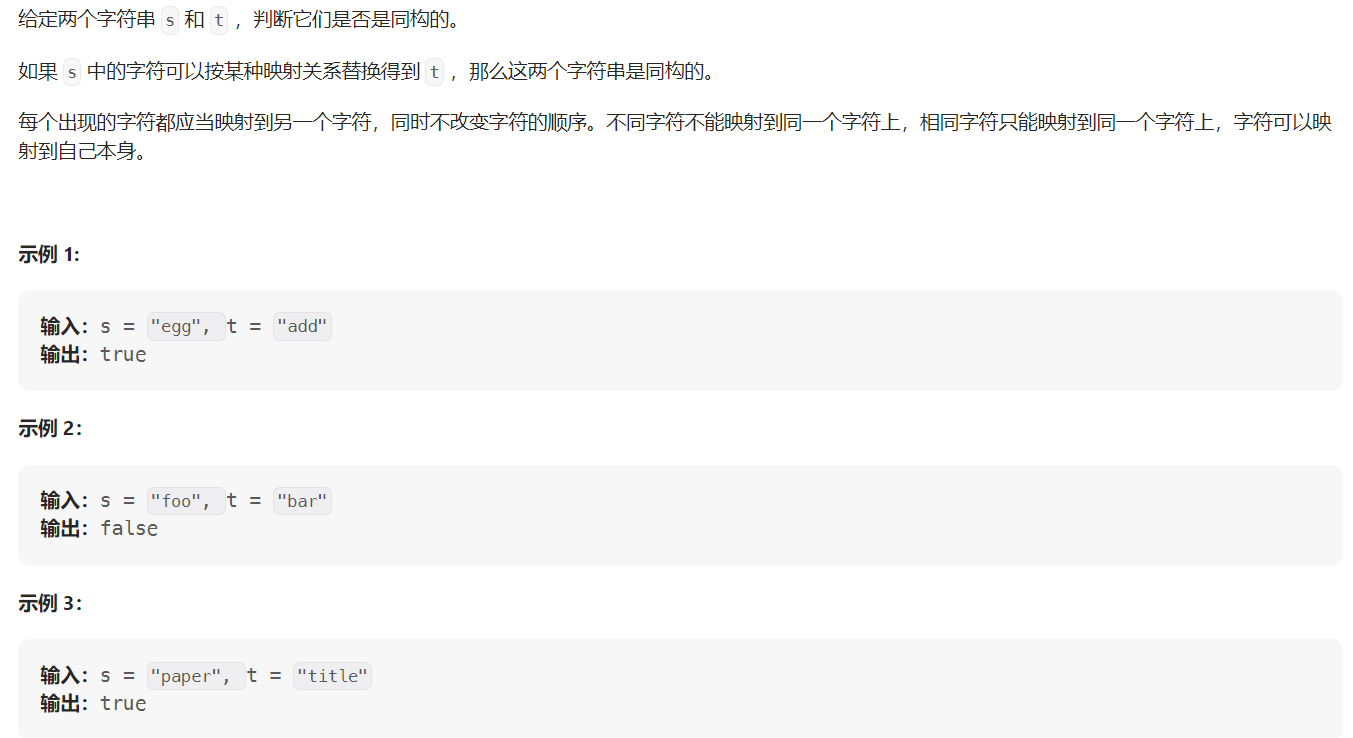 给定两个字符串 s 和 t ，判断它们是否是同构的。
如果 s 中的字符可以按某种映射关系替换得到 t ，那么这两个字符串是同构的。
每个出现的字符都应当映射到另一个字符，同时不改变字符的顺序。不同字符不能映射到同一个字符上，相同字符只能映射到同一个字符上，字符可以映
射到自己本身。
示例 1:
输入：s = "egg", t = "add"
输出：true
示例 2：
输入：s = "foo", t = "bar"
输出：false
示例 3：
输入：s = "paper", t = "title"
输出：true